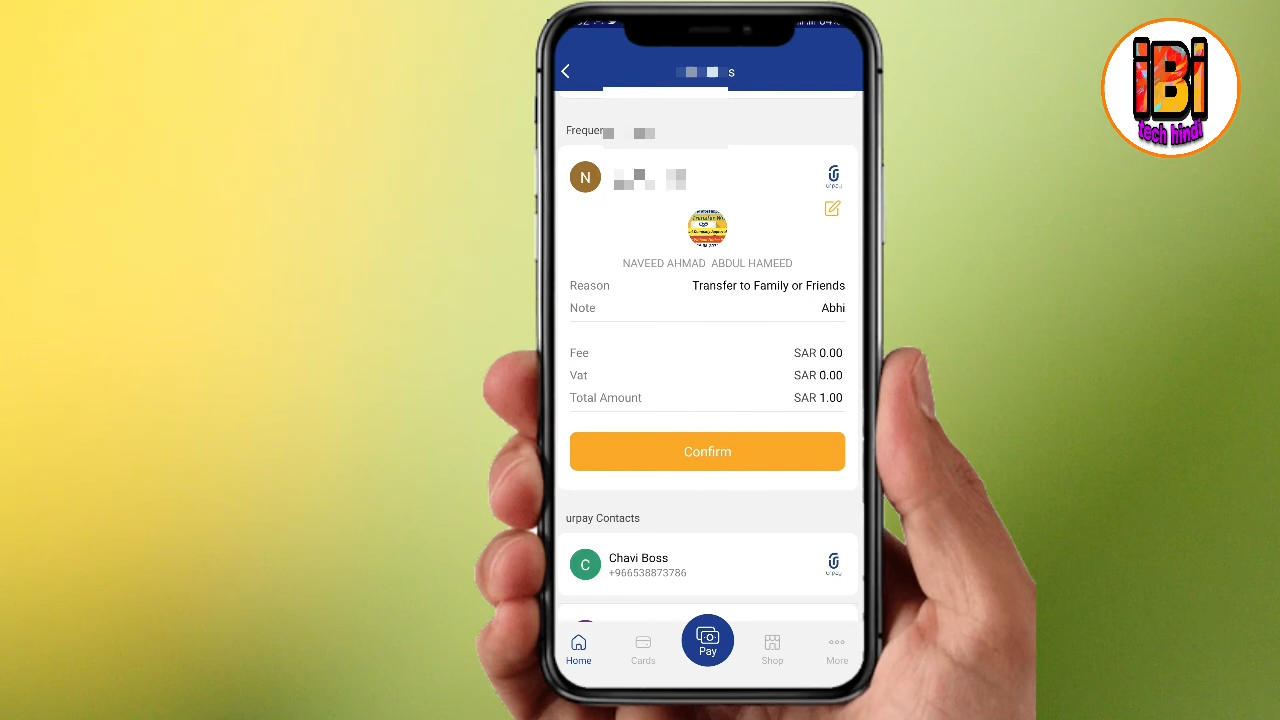 iBi
tech hindi
s
Frequen
N
urpay
NAVEED AHMAD ABDUL HAMEED
Reason Transfer to Family or Friends
Note Abhi
Fee SAR 0.00
Vat SAR 0.00
Total Amount SAR 1.00
Confirm
urpay Contacts
C Chavi Boss
+966538873786
urpay
Home Cards Pay Shop More